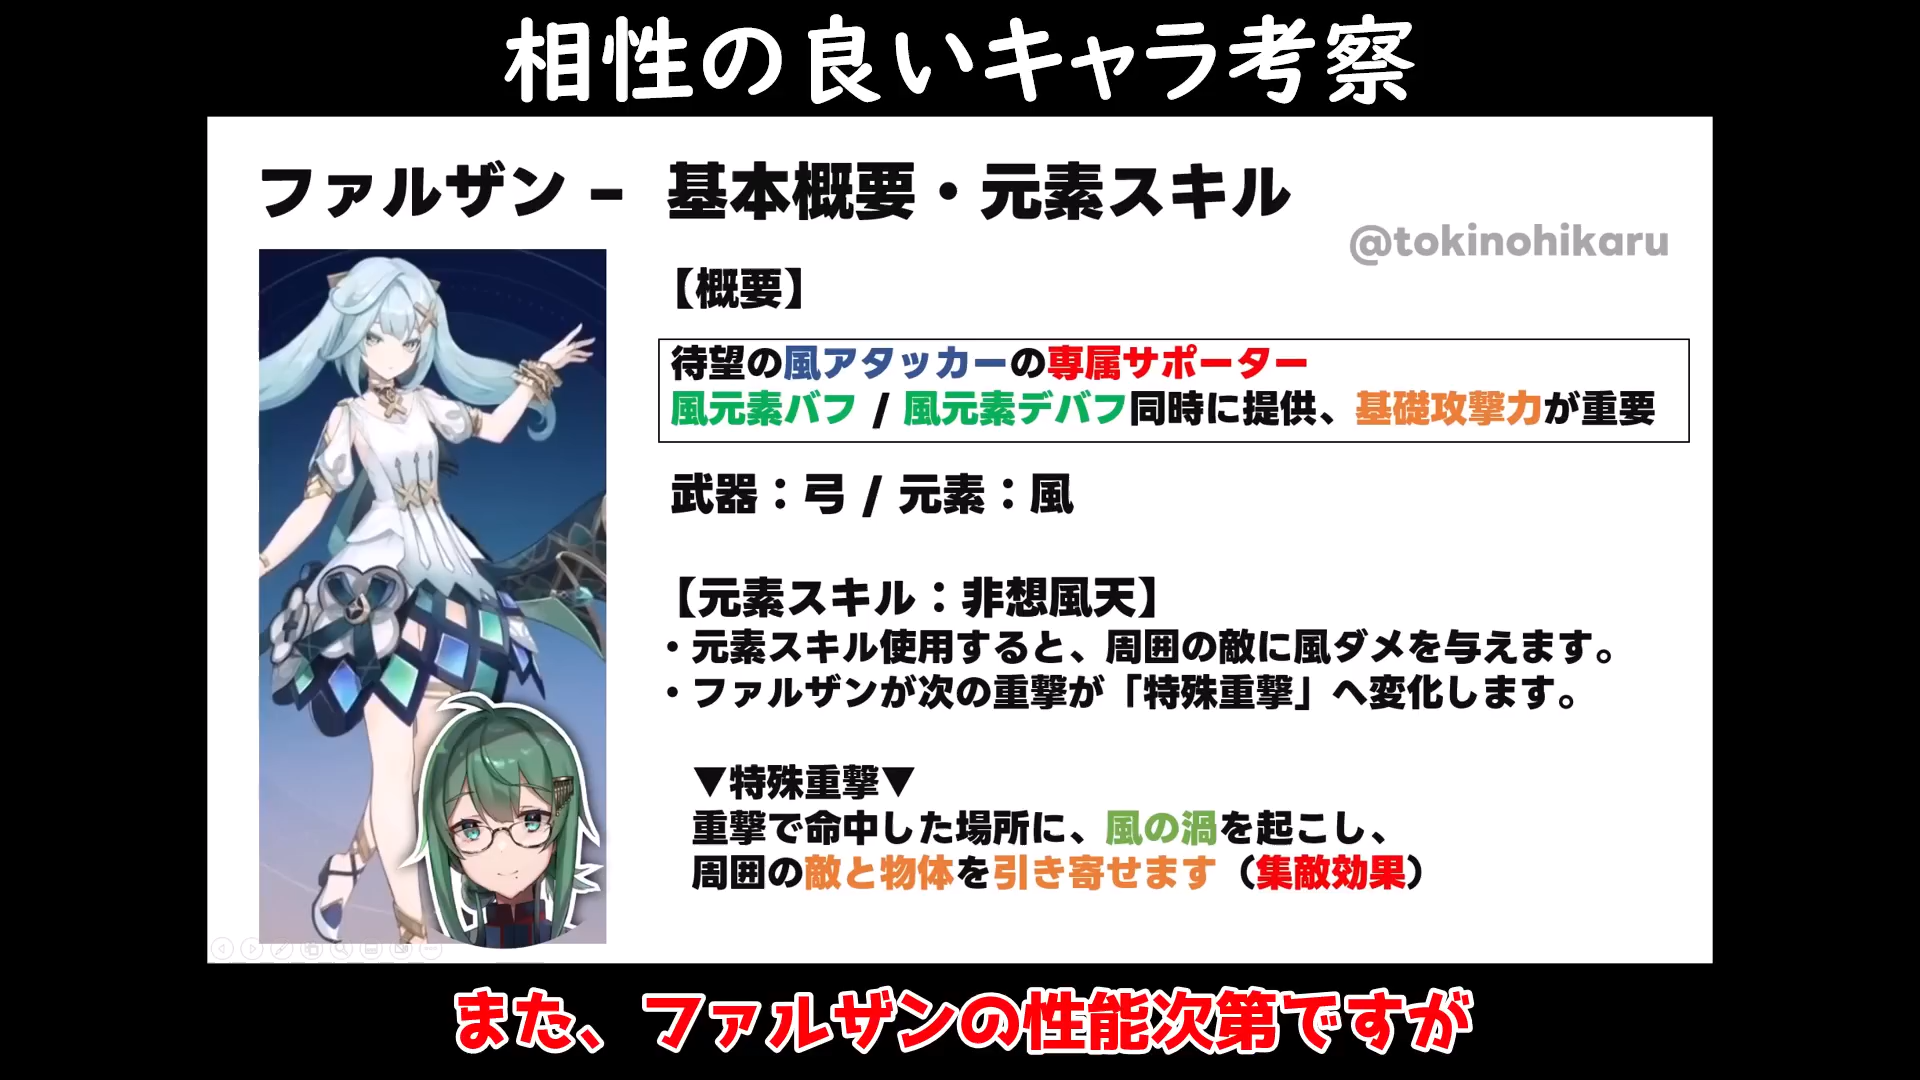 相性の良いキャラ考察
ファルザン － 基本概要・元素スキル
@tokinohikaru
【概要】
待望の風アタッカーの専属サポーター
風元素バフ / 風元素デバフ同時に提供、基礎攻撃力が重要
武器：弓 / 元素：風
【元素スキル：非想風天】
・元素スキル使用すると、周囲の敵に風ダメを与えます。
・ファルザンが次の重撃が「特殊重撃」へ変化します。
▼特殊重撃▼
重撃で命中した場所に、風の渦を起こし、
周囲の敵と物体を引き寄せます（集敵効果）
また、ファルザンの性能次第ですが